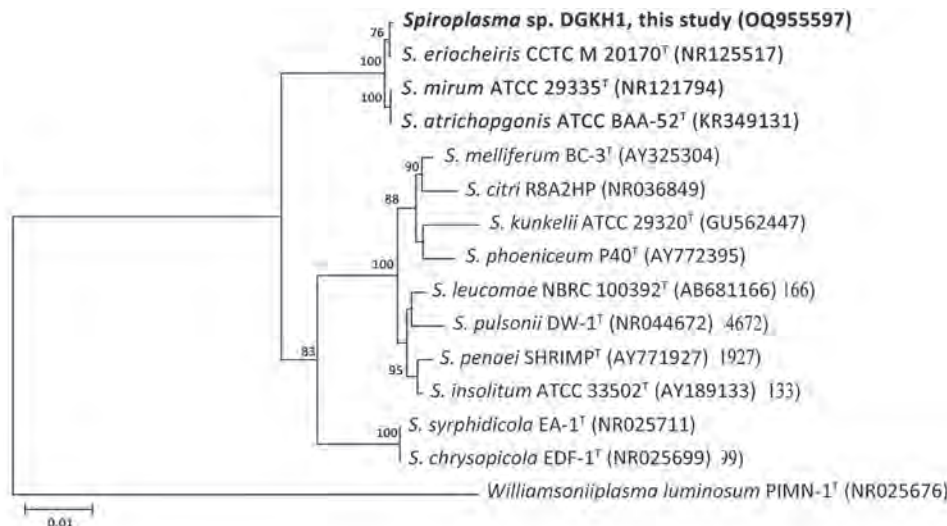 Spiroplasma sp. DGKH1, this study (OQ955597)
76
S. eriocheiris CCTC M 20170ᵀ (NR125517)
100
S. mirum ATCC 29335ᵀ (NR121794)
100
S. atrichopgonis ATCC BAA-52ᵀ (KR349131)
S. melliferum BC-3ᵀ (AY325304)
90
S. citri R8A2HP (NR036849)
88
S. kunkelii ATCC 29320ᵀ (GU562447)
S. phoeniceum P40ᵀ (AY772395)
100
S. leucomae NBRC 100392ᵀ (AB681166) 166)
S. pulsonii DW-1ᵀ (NR044672) 4672)
83
S. penaei SHRIMPᵀ (AY771927) 1927)
95
S. insolitum ATCC 33502ᵀ (AY189133) 133)
S. syrphidicola EA-1ᵀ (NR025711)
100
S. chrysopicola EDF-1ᵀ (NR025699) 99)
Williamsoniiplasma luminosum PIMN-1ᵀ (NR025676)
0.01